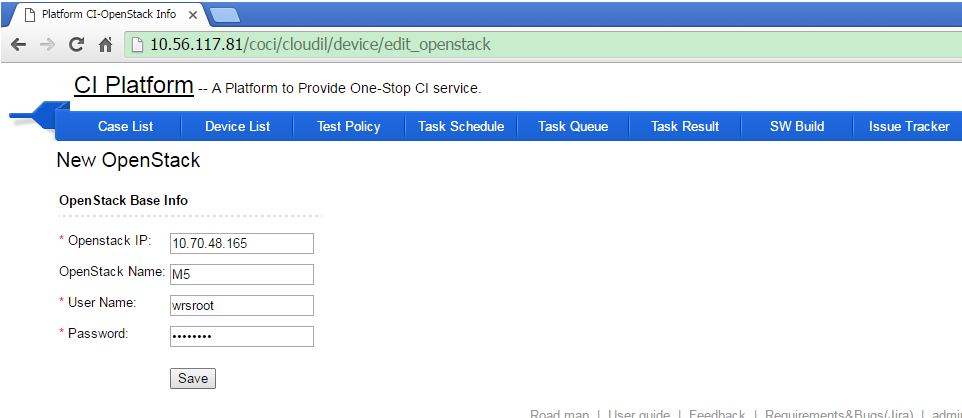 Platform CI-OpenStack Info
10.56.117.81/coci/cloudil/device/edit_openstack
CI Platform -- A Platform to Provide One-Stop CI service.
Case List Device List Test Policy Task Schedule Task Queue Task Result SW Build Issue Tracker
New OpenStack
OpenStack Base Info
* Openstack IP: 10.70.48.165
OpenStack Name: M5
* User Name: wrsroot
* Password: ••••••••
Save
Road map | User guide | Feedback | Requirements&Bugs(Jira) |